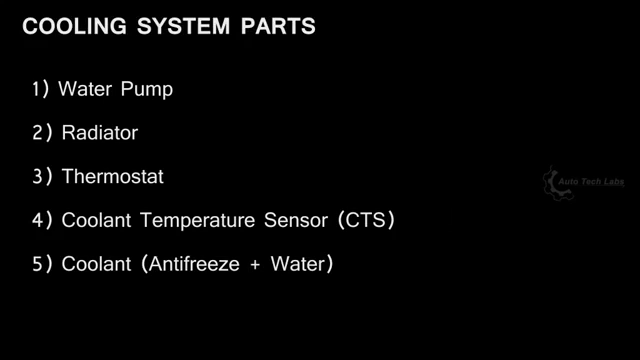 COOLING SYSTEM PARTS
1) Water Pump
2) Radiator
3) Thermostat
Auto Tech Labs
4) Coolant Temperature Sensor (CTS)
5) Coolant (Antifreeze + Water)